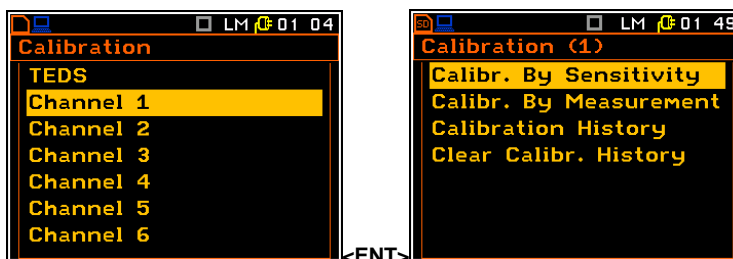 LM 01 04
Calibration
TEDS
Channel 1
Channel 2
Channel 3
Channel 4
Channel 5
Channel 6
<ENT>
SD LM 01 45
Calibration (1)
Calibr. By Sensitivity
Calibr. By Measurement
Calibration History
Clear Calibr. History